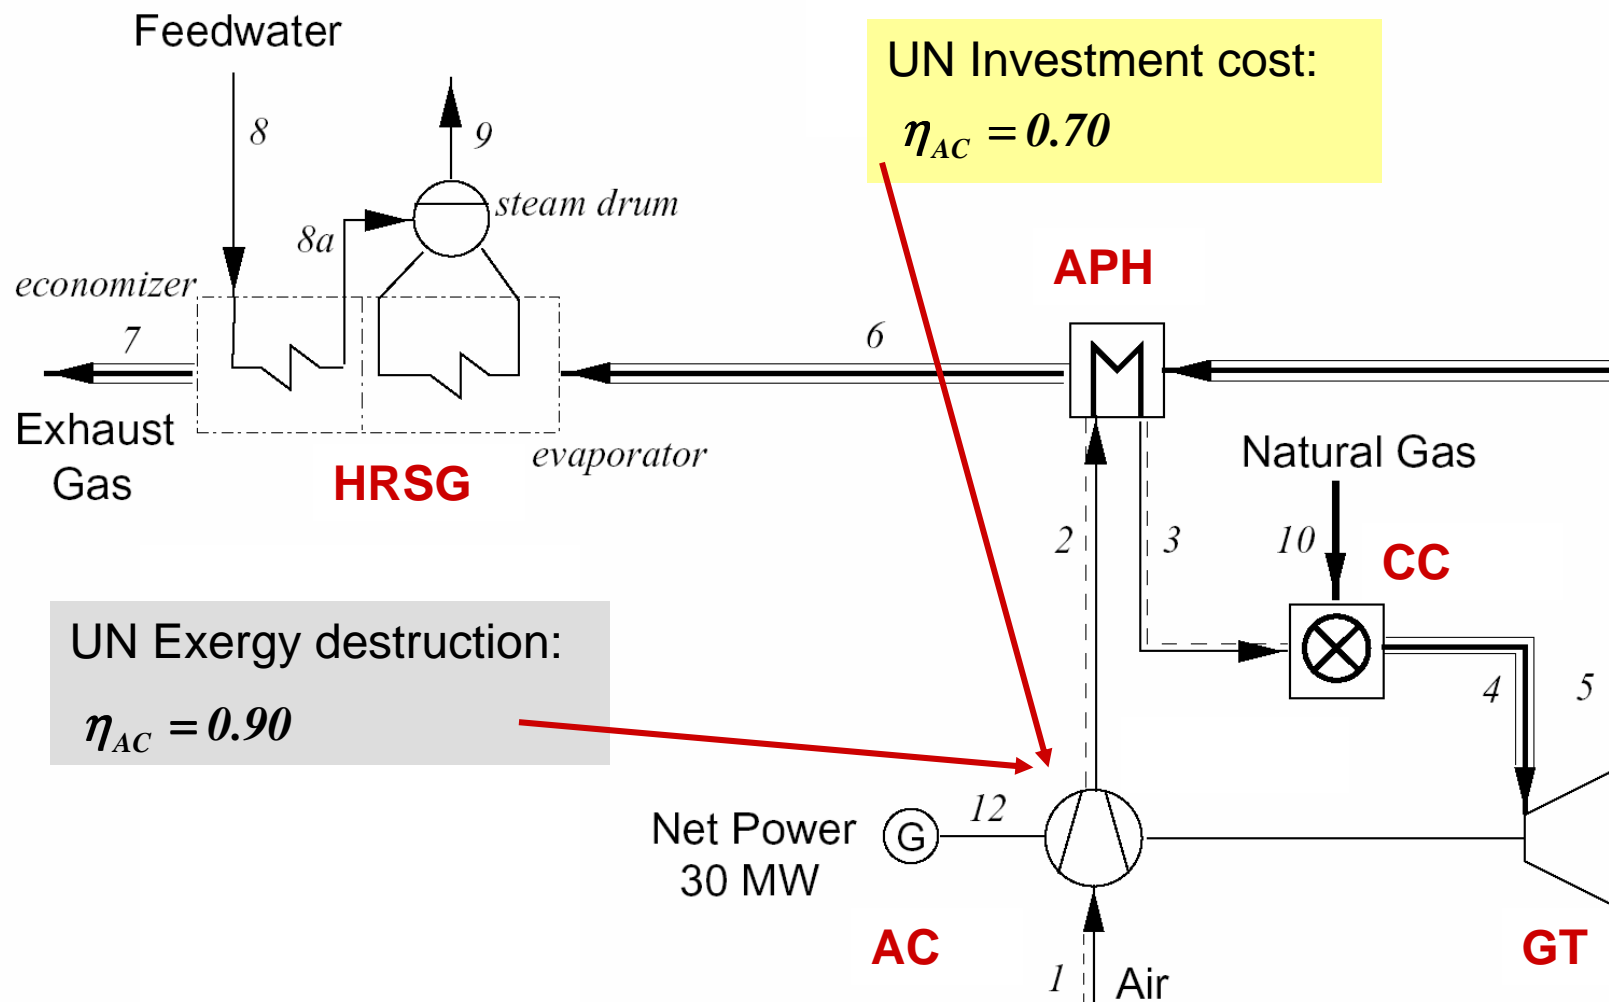 Feedwater
8
9
steam drum
8a
economizer
7
Exhaust
Gas
HRSG
evaporator
6
UN Investment cost:
η_AC = 0.70
APH
Natural Gas
2
3
10
CC
4
5
UN Exergy destruction:
η_AC = 0.90
Net Power
30 MW
G
12
AC
1
Air
GT